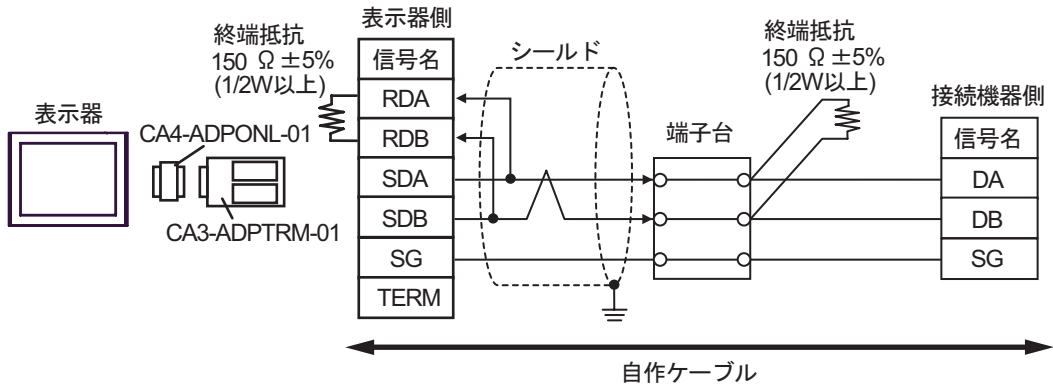 表示器
CA4-ADPONL-01
CA3-ADPTRM-01
終端抵抗
150 Ω ±5%
(1/2W以上)
表示器側
信号名
RDA
RDB
SDA
SDB
SG
TERM
シールド
端子台
終端抵抗
150 Ω ±5%
(1/2W以上)
接続機器側
信号名
DA
DB
SG
自作ケーブル